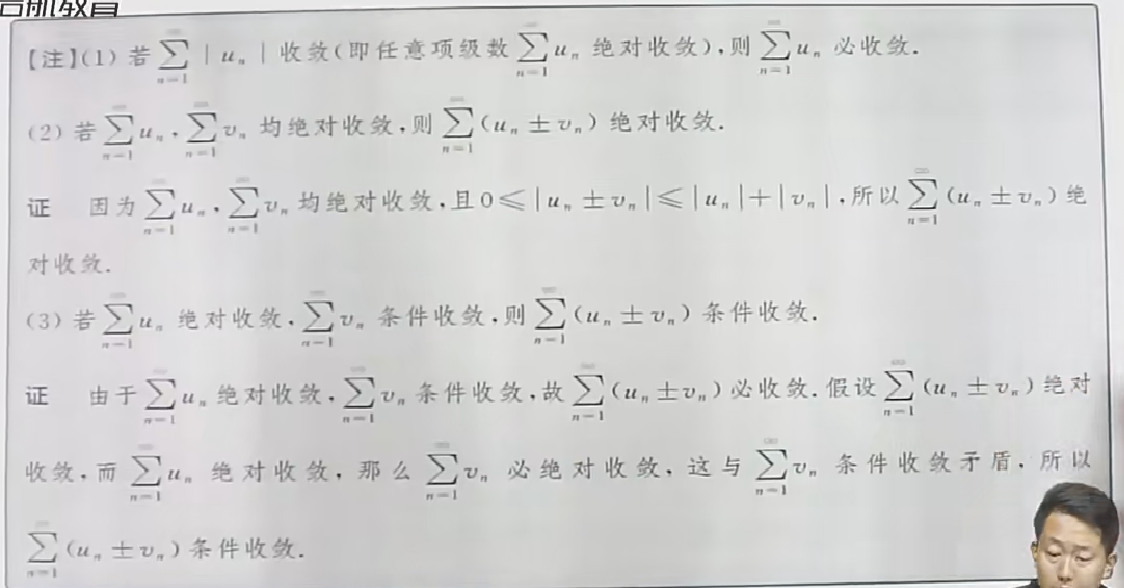 【注】(1) 若 $\sum_{n=1}^{\infty} |u_n|$ 收敛(即任意项级数 $\sum_{n=1}^{\infty} u_n$ 绝对收敛),则 $\sum_{n=1}^{\infty} u_n$ 必收敛.
(2) 若 $\sum_{n=1}^{\infty} u_n$, $\sum_{n=1}^{\infty} v_n$ 均绝对收敛,则 $\sum_{n=1}^{\infty} (u_n \pm v_n)$ 绝对收敛.
证 因为 $\sum_{n=1}^{\infty} u_n$, $\sum_{n=1}^{\infty} v_n$ 均绝对收敛,且 $0 \leqslant |u_n \pm v_n| \leqslant |u_n| + |v_n|$,所以 $\sum_{n=1}^{\infty} (u_n \pm v_n)$ 绝
对收敛.
(3) 若 $\sum_{n=1}^{\infty} u_n$ 绝对收敛, $\sum_{n=1}^{\infty} v_n$ 条件收敛,则 $\sum_{n=1}^{\infty} (u_n \pm v_n)$ 条件收敛.
证 由于 $\sum_{n=1}^{\infty} u_n$ 绝对收敛, $\sum_{n=1}^{\infty} v_n$ 条件收敛,故 $\sum_{n=1}^{\infty} (u_n \pm v_n)$ 必收敛.假设 $\sum_{n=1}^{\infty} (u_n \pm v_n)$ 绝对
收敛,而 $\sum_{n=1}^{\infty} u_n$ 绝对收敛,那么 $\sum_{n=1}^{\infty} v_n$ 必绝对收敛,这与 $\sum_{n=1}^{\infty} v_n$ 条件收敛矛盾.所以
$\sum_{n=1}^{\infty} (u_n \pm v_n)$ 条件收敛.